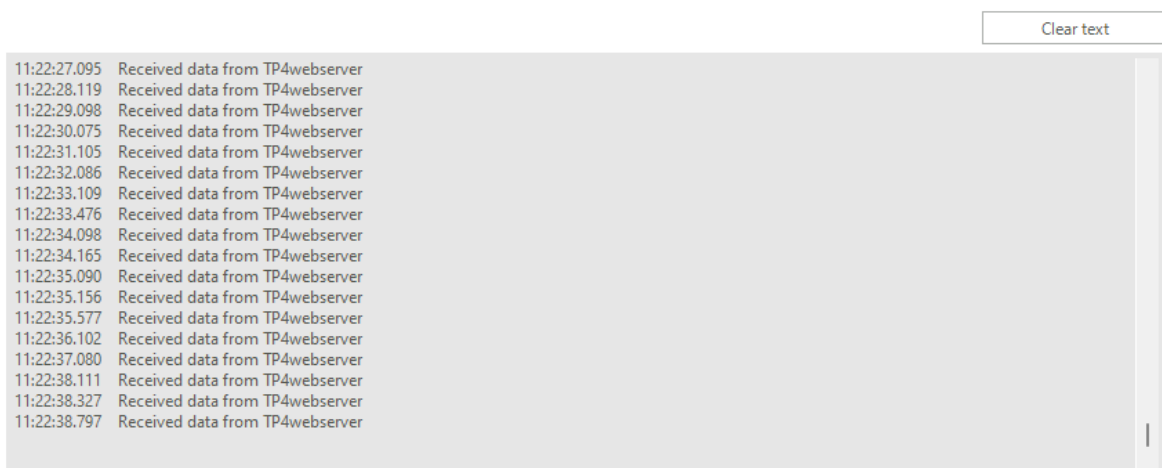 Clear text
11:22:27.095 Received data from TP4webserver
11:22:28.119 Received data from TP4webserver
11:22:29.098 Received data from TP4webserver
11:22:30.075 Received data from TP4webserver
11:22:31.105 Received data from TP4webserver
11:22:32.086 Received data from TP4webserver
11:22:33.109 Received data from TP4webserver
11:22:33.476 Received data from TP4webserver
11:22:34.098 Received data from TP4webserver
11:22:34.165 Received data from TP4webserver
11:22:35.090 Received data from TP4webserver
11:22:35.156 Received data from TP4webserver
11:22:35.577 Received data from TP4webserver
11:22:36.102 Received data from TP4webserver
11:22:37.080 Received data from TP4webserver
11:22:38.111 Received data from TP4webserver
11:22:38.327 Received data from TP4webserver
11:22:38.797 Received data from TP4webserver